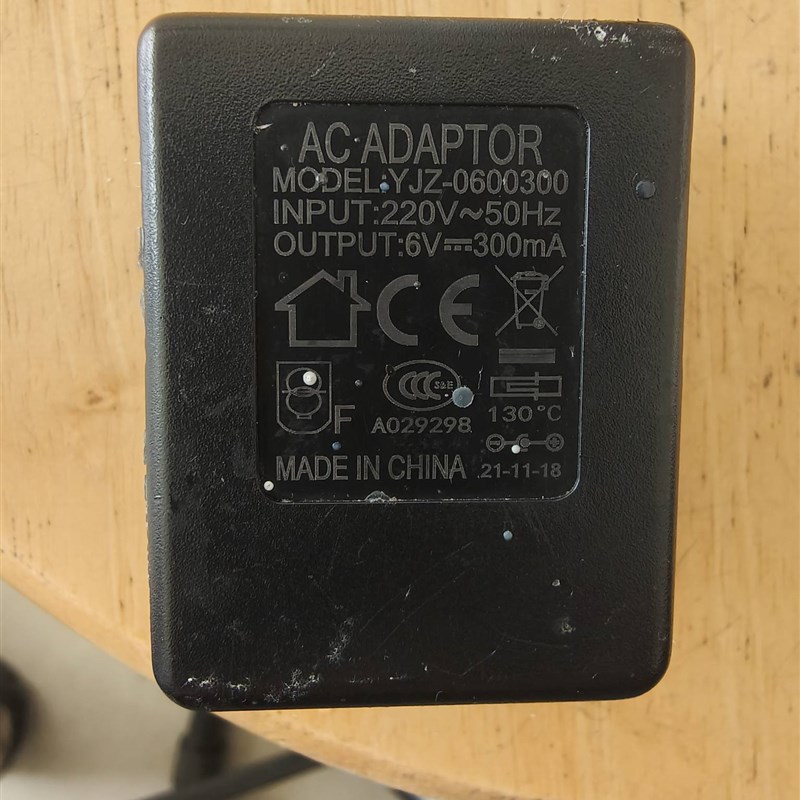 AC ADAPTOR
MODEL:YJZ-0600300
INPUT:220V~50Hz
OUTPUT:6V⎓300mA
CE
F
CCC S&E
A029298
130°C
MADE IN CHINA
21-11-18